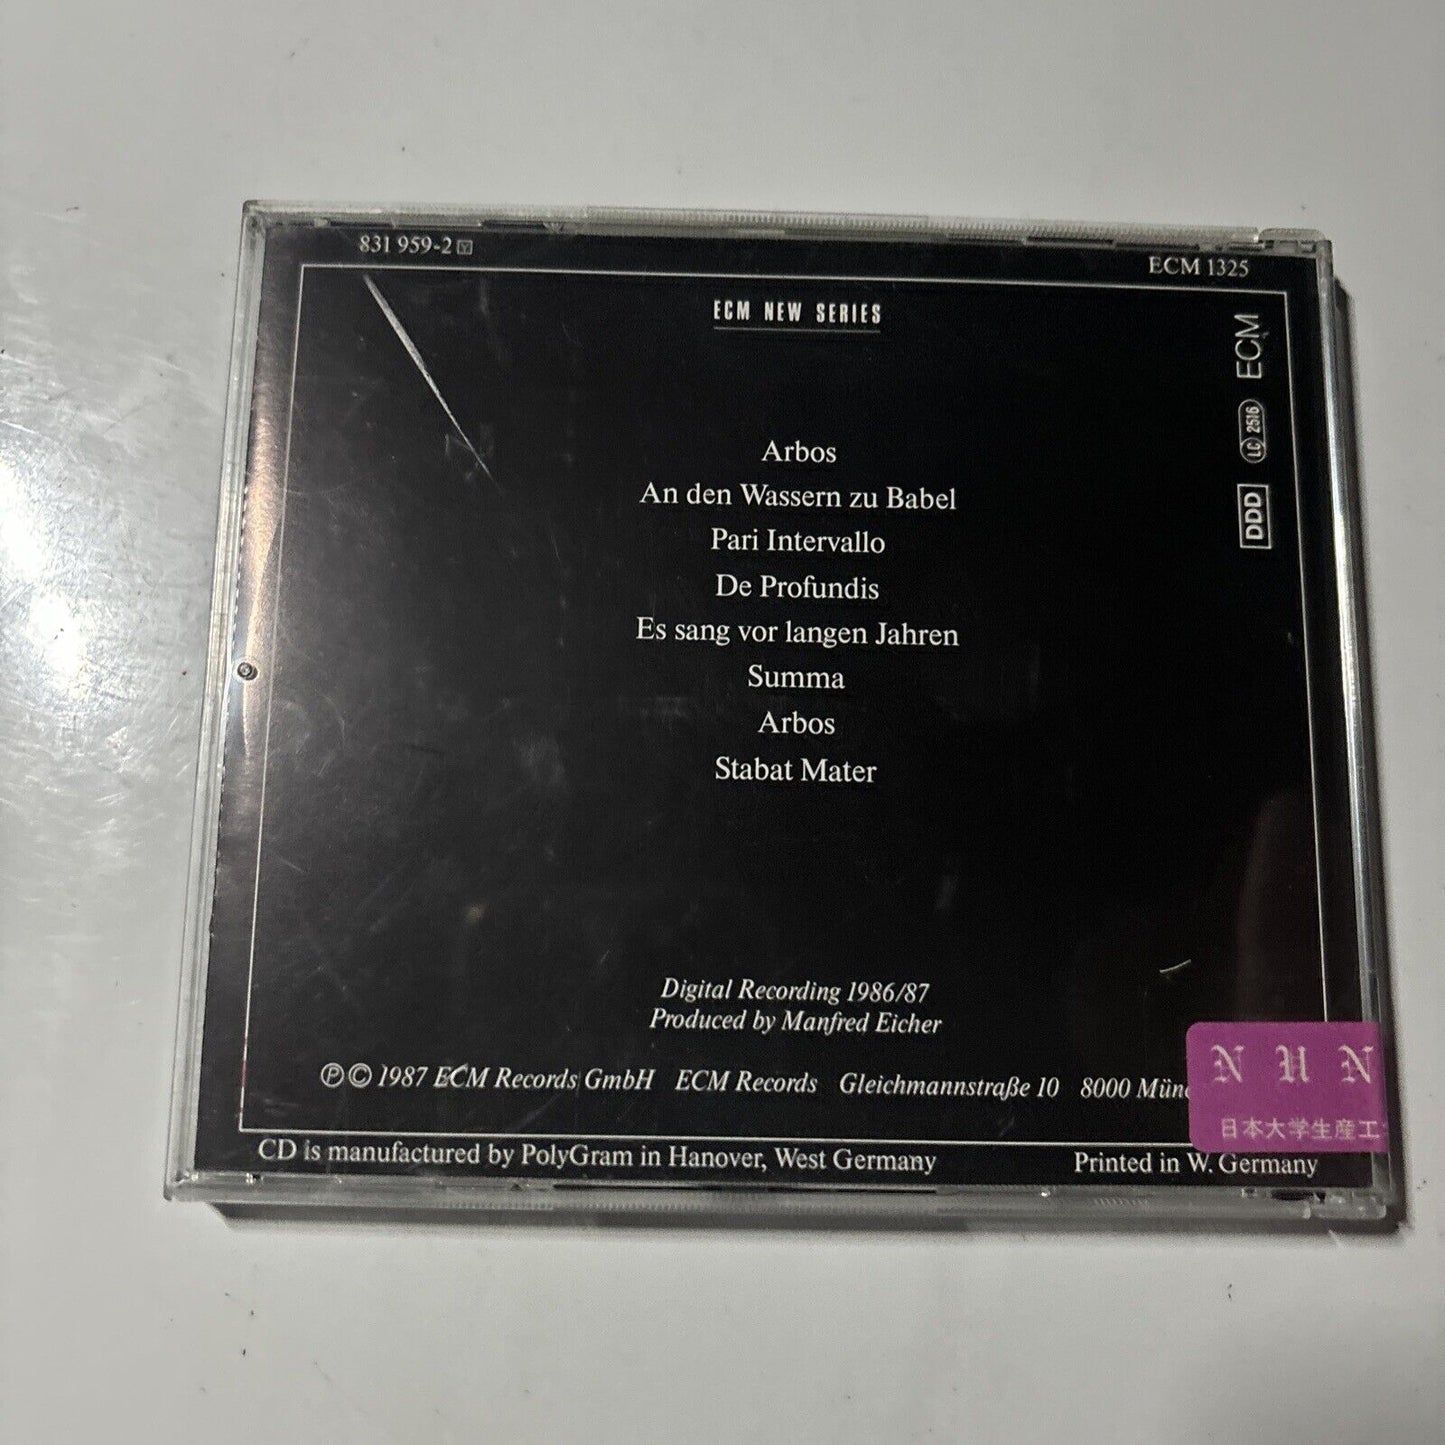 831 959-2
ECM 1325
ECM NEW SERIES
ECM
LC 2516
DDD
Arbos
An den Wassern zu Babel
Pari Intervallo
De Profundis
Es sang vor langen Jahren
Summa
Arbos
Stabat Mater
Digital Recording 1986/87
Produced by Manfred Eicher
℗ © 1987 ECM Records GmbH ECM Records Gleichmannstraße 10 8000 Mün
N U N
日本大学生産工
CD is manufactured by PolyGram in Hanover, West Germany
Printed in W. Germany